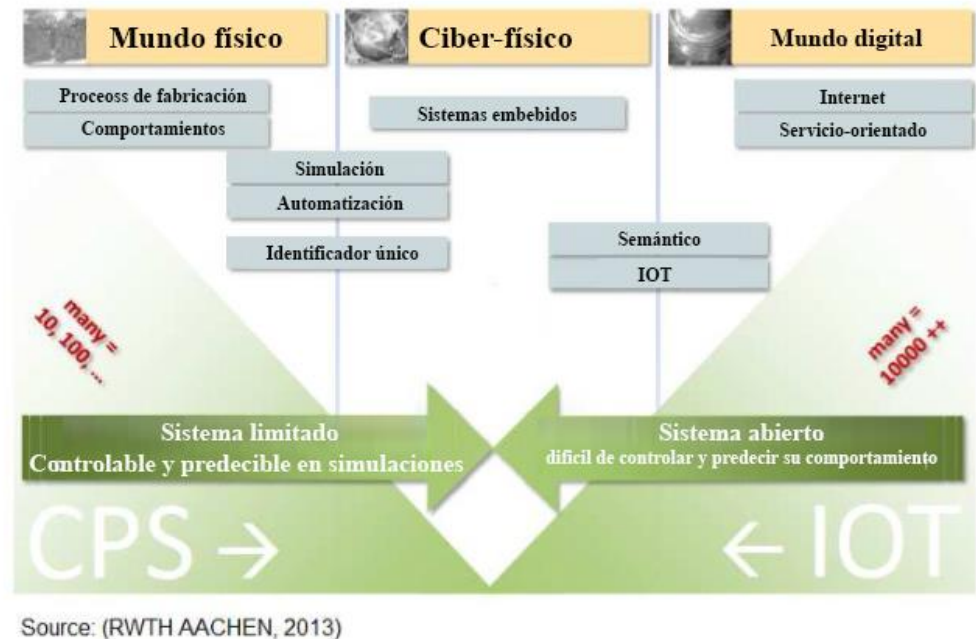 Mundo físico
Ciber-físico
Mundo digital
Proceoss de fabricación
Comportamientos
Sistemas embebidos
Internet
Servicio-orientado
Simulación
Automatización
Identificador único
Semántico
IOT
many =
10, 100, ...
many =
10000 ++
Sistema limitado
Controlable y predecible en simulaciones
Sistema abierto
dificil de controlar y predecir su comportamiento
CPS →
← IOT
Source: (RWTH AACHEN, 2013)